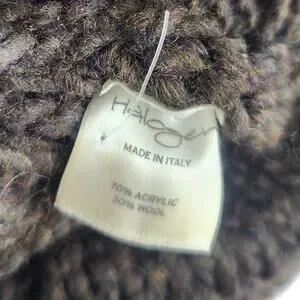 Halogen
MADE IN ITALY
70% ACRYLIC
30% WOOL